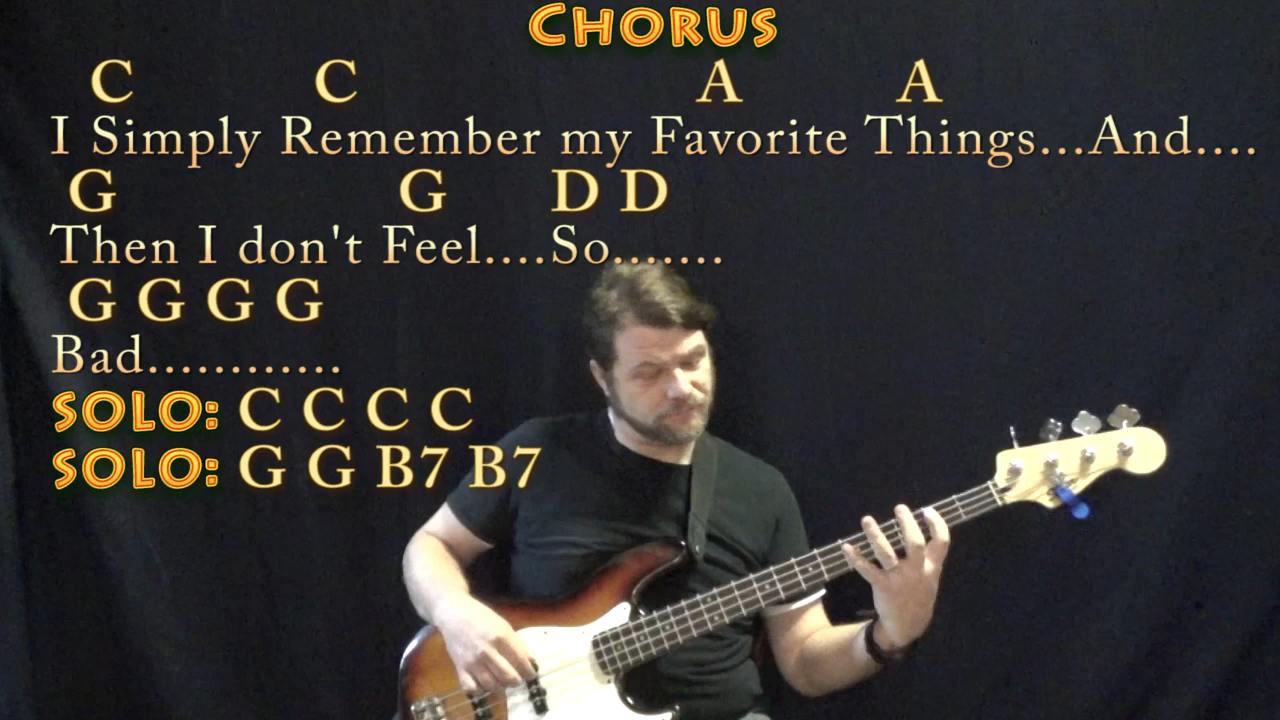 CHORUS
C C A A
I Simply Remember my Favorite Things...And....
G G D D
Then I don't Feel....So.......
G G G G
Bad............
SOLO: C C C C
SOLO: G G B7 B7